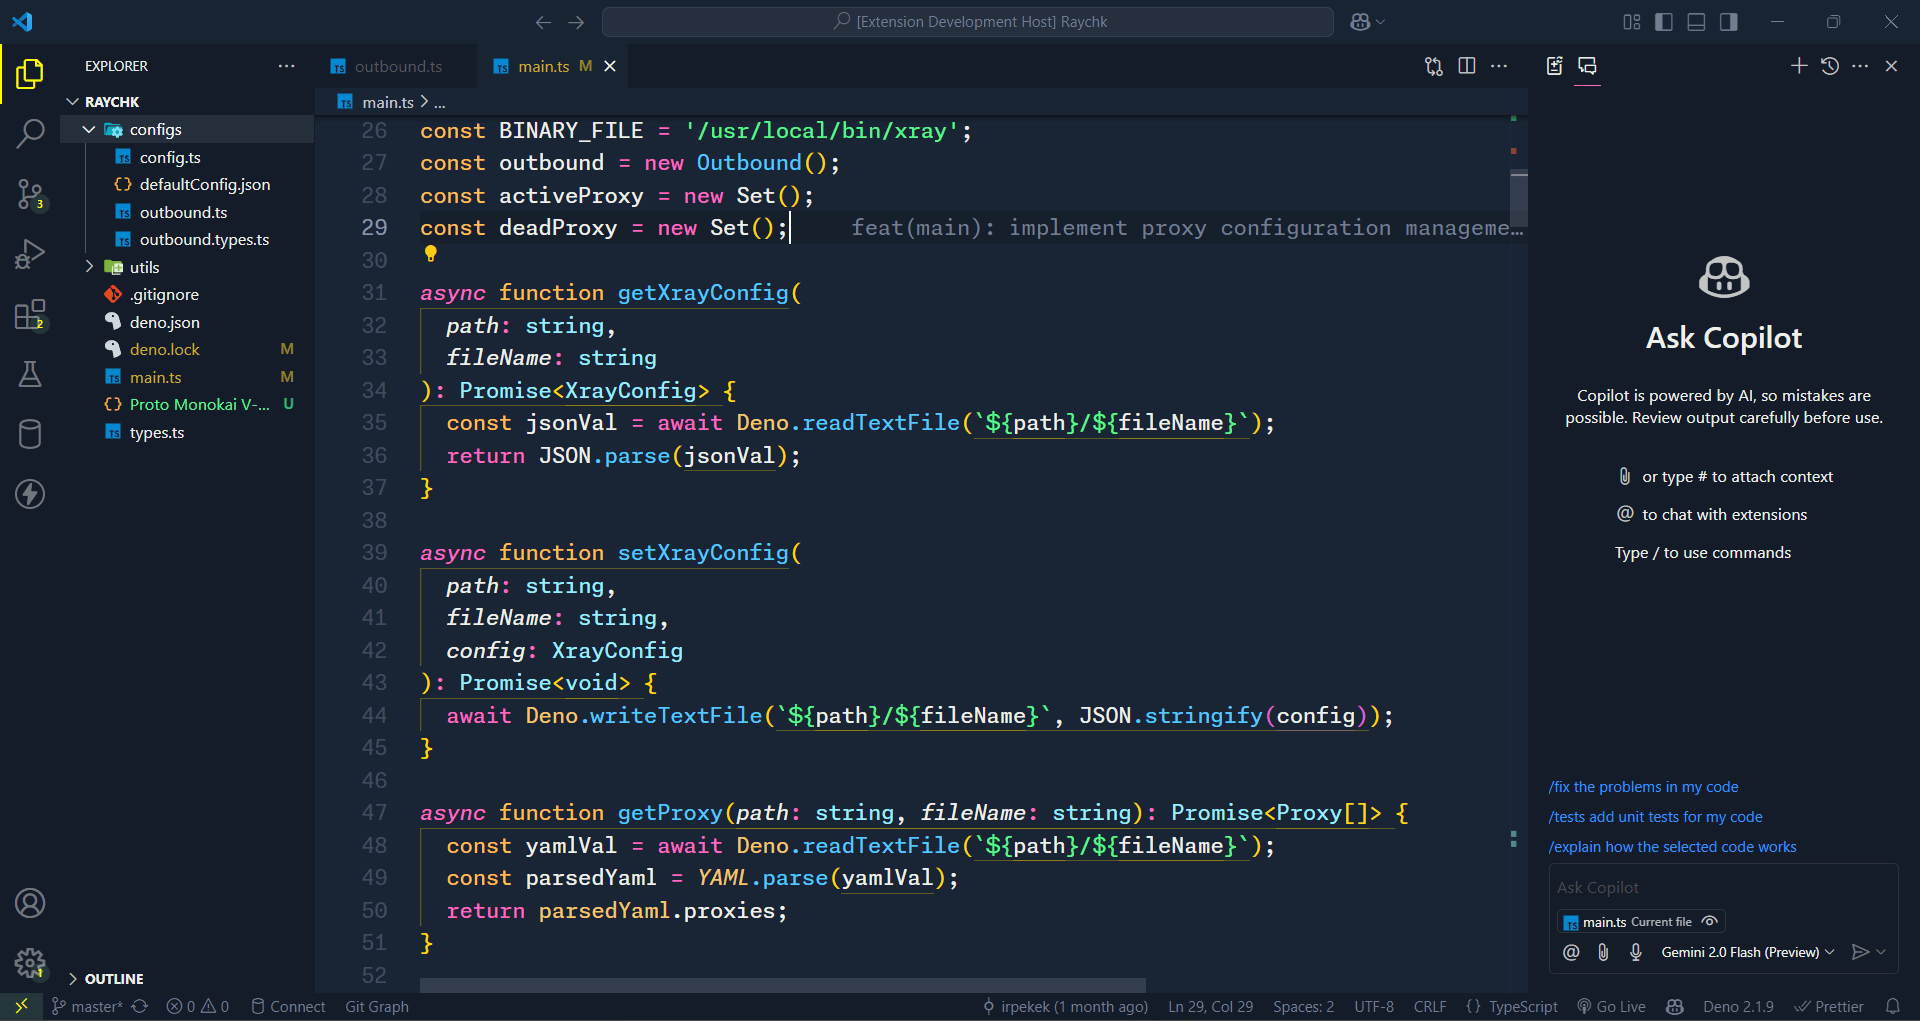 [Extension Development Host] Raychk
EXPLORER
RAYCHK
configs
config.ts
defaultConfig.json
outbound.ts
outbound.types.ts
utils
.gitignore
deno.json
deno.lock M
main.ts M
Proto Monokai V-... U
types.ts
OUTLINE
outbound.ts
main.ts M
main.ts > ...
26 const BINARY_FILE = '/usr/local/bin/xray';
27 const outbound = new Outbound();
28 const activeProxy = new Set();
29 const deadProxy = new Set(); feat(main): implement proxy configuration manageme…
30
31 async function getXrayConfig(
32   path: string,
33   fileName: string
34 ): Promise<XrayConfig> {
35   const jsonVal = await Deno.readTextFile(`${path}/${fileName}`);
36   return JSON.parse(jsonVal);
37 }
38
39 async function setXrayConfig(
40   path: string,
41   fileName: string,
42   config: XrayConfig
43 ): Promise<void> {
44   await Deno.writeTextFile(`${path}/${fileName}`, JSON.stringify(config));
45 }
46
47 async function getProxy(path: string, fileName: string): Promise<Proxy[]> {
48   const yamlVal = await Deno.readTextFile(`${path}/${fileName}`);
49   const parsedYaml = YAML.parse(yamlVal);
50   return parsedYaml.proxies;
51 }
52
Ask Copilot
Copilot is powered by AI, so mistakes are
possible. Review output carefully before use.
or type # to attach context
@ to chat with extensions
Type / to use commands
/fix the problems in my code
/tests add unit tests for my code
/explain how the selected code works
Ask Copilot
main.ts Current file
@ Gemini 2.0 Flash (Preview)
3
2
1
master* 0 0 Connect Git Graph irpekek (1 month ago) Ln 29, Col 29 Spaces: 2 UTF-8 CRLF {} TypeScript Go Live Deno 2.1.9 Prettier